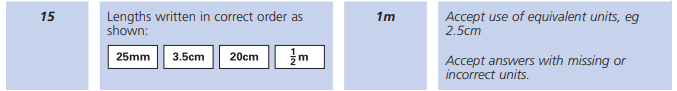 15
Lengths written in correct order as
shown:
25mm 3.5cm 20cm ½m
1m
Accept use of equivalent units, eg
2.5cm
Accept answers with missing or
incorrect units.